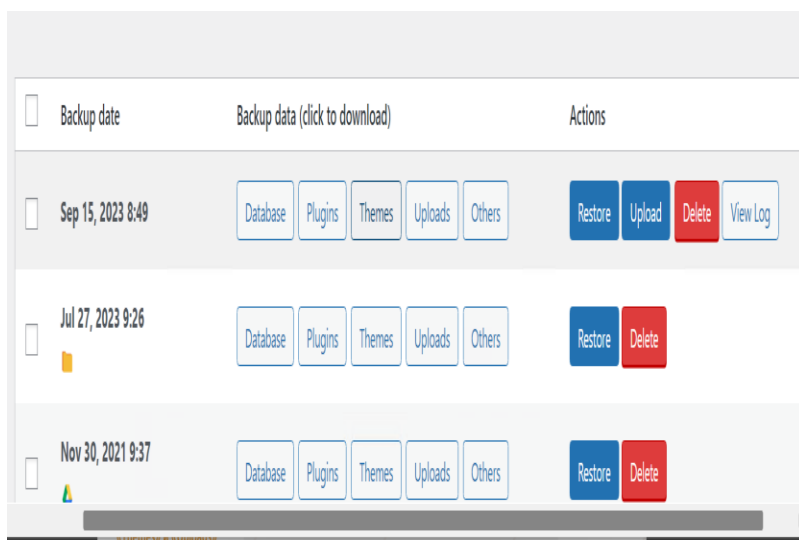 Backup date Backup data (click to download) Actions
Sep 15, 2023 8:49 Database Plugins Themes Uploads Others Restore Upload Delete View Log
Jul 27, 2023 9:26 Database Plugins Themes Uploads Others Restore Delete
Nov 30, 2021 9:37 Database Plugins Themes Uploads Others Restore Delete